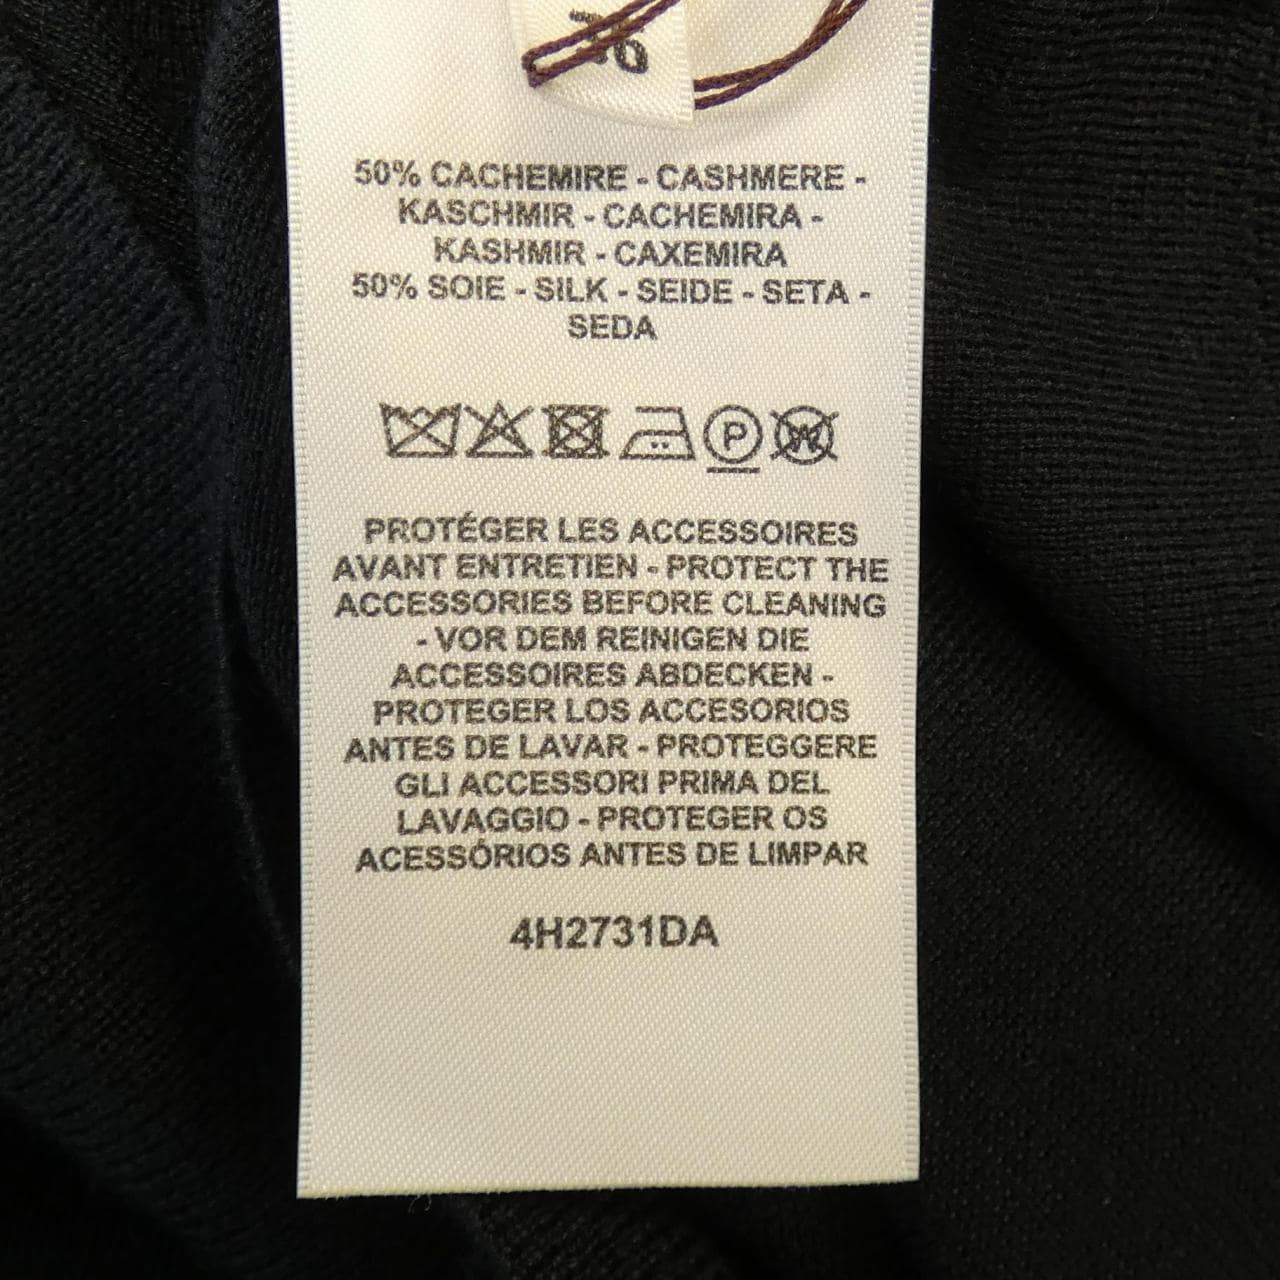 50% CACHEMIRE - CASHMERE -
KASCHMIR - CACHEMIRA -
KASHMIR - CAXEMIRA
50% SOIE - SILK - SEIDE - SETA -
SEDA
P W
PROTÉGER LES ACCESSOIRES
AVANT ENTRETIEN - PROTECT THE
ACCESSORIES BEFORE CLEANING
- VOR DEM REINIGEN DIE
ACCESSOIRES ABDECKEN -
PROTEGER LOS ACCESORIOS
ANTES DE LAVAR - PROTEGGERE
GLI ACCESSORI PRIMA DEL
LAVAGGIO - PROTEGER OS
ACESSÓRIOS ANTES DE LIMPAR
4H2731DA